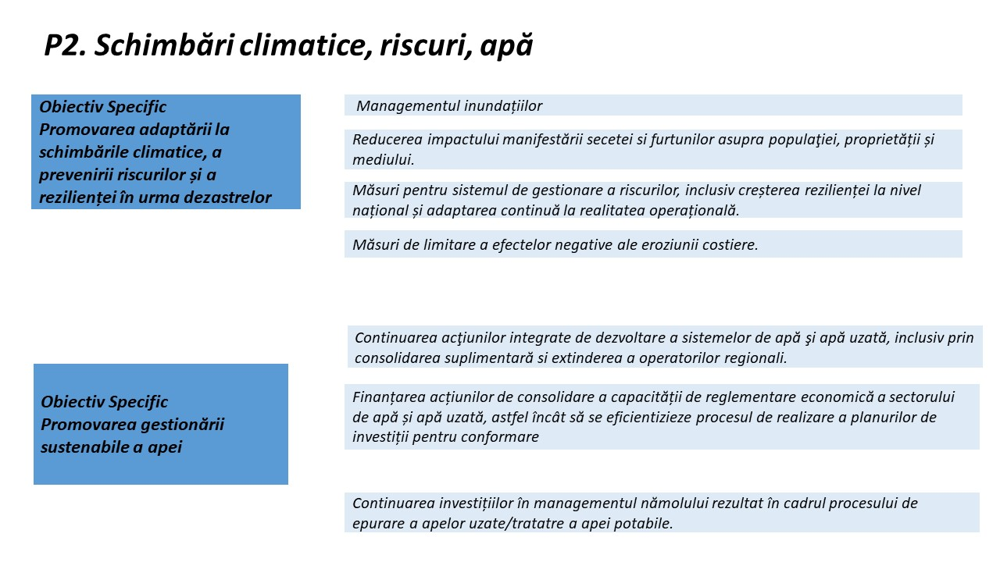 P2. Schimbări climatice, riscuri, apă
Obiectiv Specific
Promovarea adaptării la
schimbările climatice, a
prevenirii riscurilor și a
rezilienței în urma dezastrelor
Managementul inundațiilor
Reducerea impactului manifestării secetei si furtunilor asupra populaţiei, proprietății și
mediului.
Măsuri pentru sistemul de gestionare a riscurilor, inclusiv creșterea rezilienței la nivel
național și adaptarea continuă la realitatea operațională.
Măsuri de limitare a efectelor negative ale eroziunii costiere.
Obiectiv Specific
Promovarea gestionării
sustenabile a apei
Continuarea acţiunilor integrate de dezvoltare a sistemelor de apă şi apă uzată, inclusiv prin
consolidarea suplimentară si extinderea a operatorilor regionali.
Finanțarea acțiunilor de consolidare a capacității de reglementare economică a sectorului
de apă și apă uzată, astfel încât să se eficientizieze procesul de realizare a planurilor de
investiții pentru conformare
Continuarea investițiilor în managementul nămolului rezultat în cadrul procesului de
epurare a apelor uzate/tratatre a apei potabile.